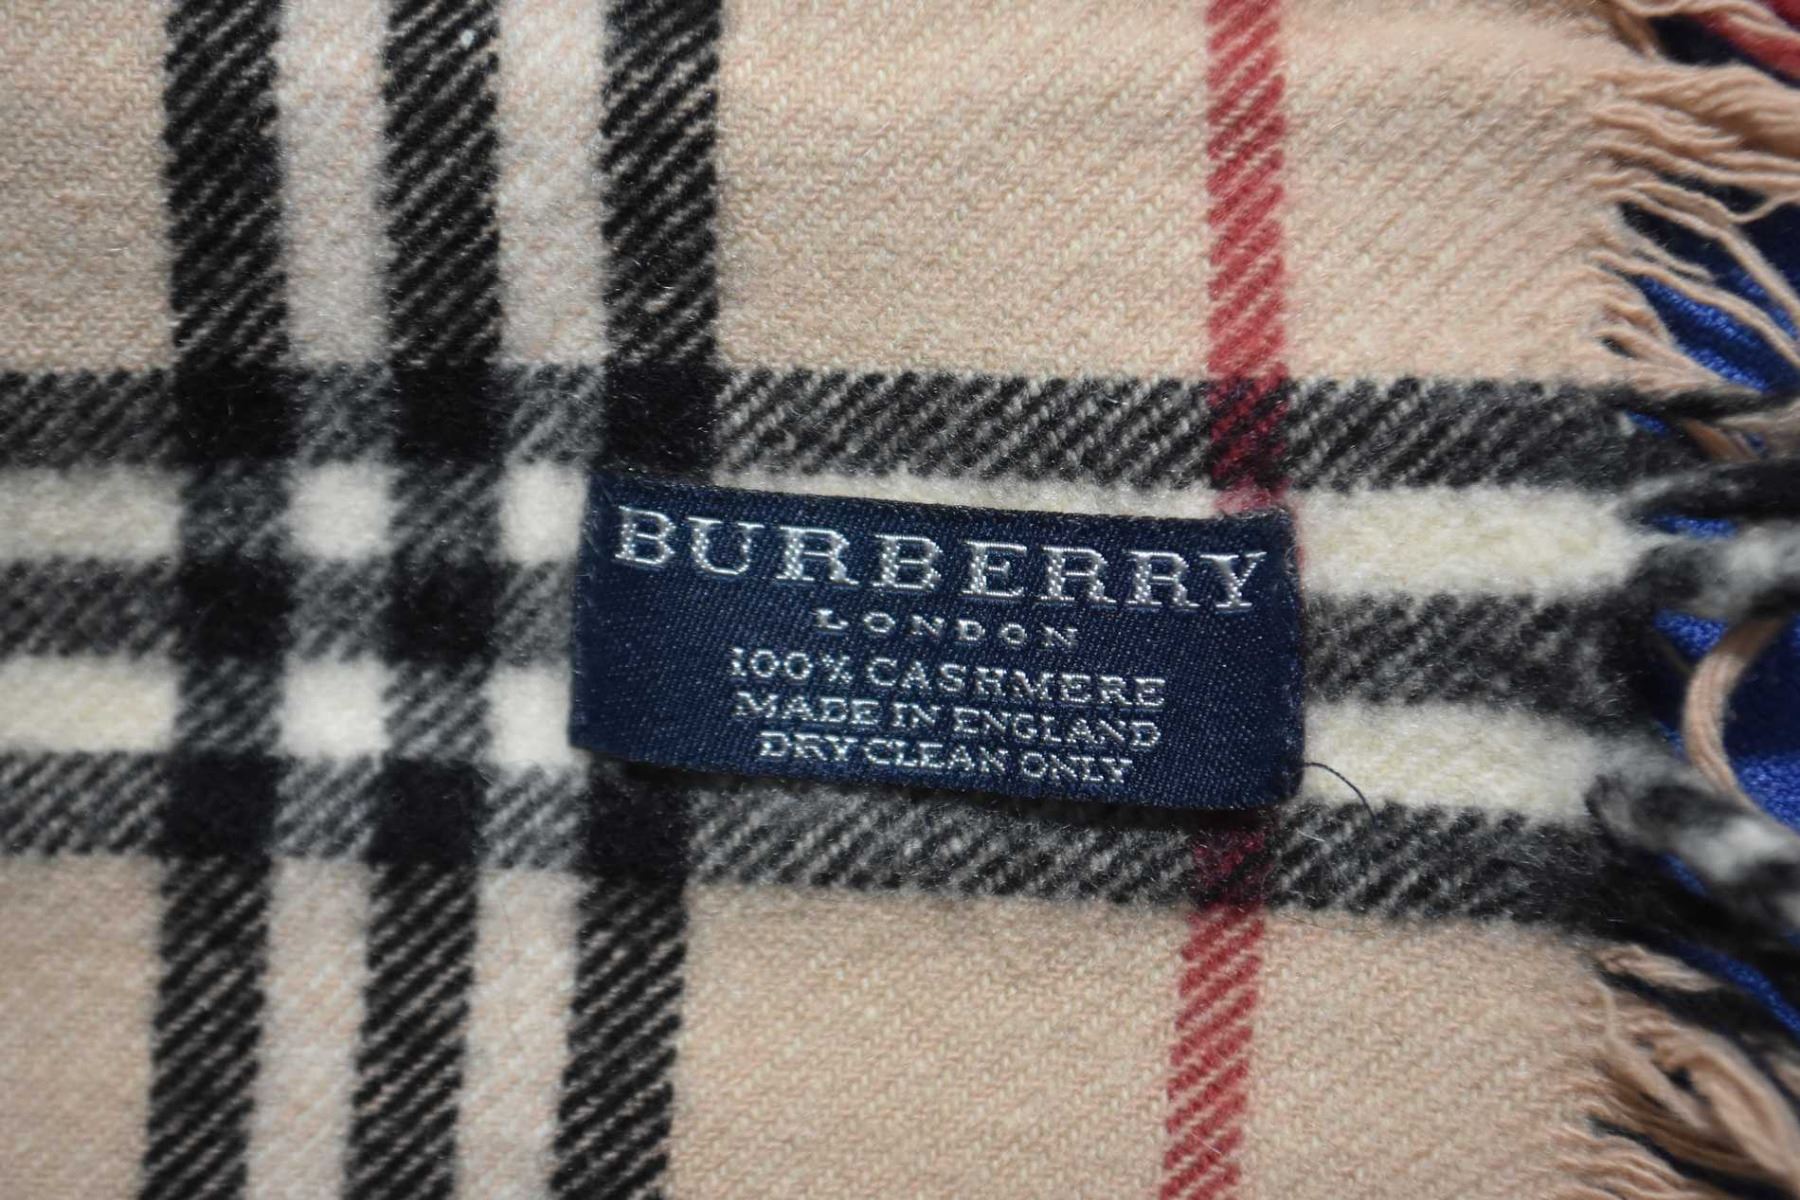 BURBERRY
LONDON
100% CASHMERE
MADE IN ENGLAND
DRY CLEAN ONLY